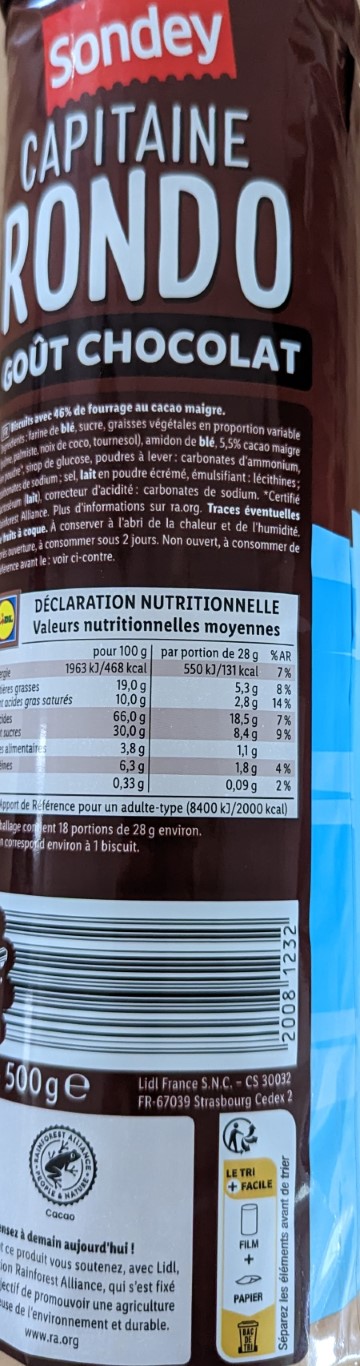 Sondey
CAPITAINE
RONDO
GOÛT CHOCOLAT
Biscuits avec 46% de fourrage au cacao maigre.
farine de blé, sucre, graisses végétales en proportion variable
palmiste, noix de coco, tournesol), amidon de blé, 5,5% cacao maigre
sirop de glucose, poudres à lever : carbonates d'ammonium,
de sodium ; sel, lait en poudre écrémé, émulsifiant : lécithines ;
(lait), correcteur d'acidité : carbonates de sodium. *Certifié
Alliance. Plus d'informations sur ra.org. Traces éventuelles
à coque. À conserver à l'abri de la chaleur et de l'humidité.
ouverture, à consommer sous 2 jours. Non ouvert, à consommer de
avant le : voir ci-contre.
LIDL
DÉCLARATION NUTRITIONNELLE
Valeurs nutritionnelles moyennes
pour 100 g par portion de 28 g %AR
1963 kJ/468 kcal 550 kJ/131 kcal 7%
grasses 19,0 g 5,3 g 8%
acides gras saturés 10,0 g 2,8 g 14%
66,0 g 18,5 g 7%
sucres 30,0 g 8,4 g 9%
alimentaires 3,8 g 1,1 g
6,3 g 1,8 g 4%
0,33 g 0,09 g 2%
Apport de Référence pour un adulte-type (8400 kJ/2000 kcal)
contient 18 portions de 28 g environ.
correspond environ à 1 biscuit.
2008 1232
500 g e
Lidl France S.N.C. - CS 30032
FR-67039 Strasbourg Cedex 2
RAINFOREST ALLIANCE
PEOPLE & NATURE
Cacao
à demain aujourd'hui !
ce produit vous soutenez, avec Lidl,
Rainforest Alliance, qui s'est fixé
de promouvoir une agriculture
de l'environnement et durable.
www.ra.org
LE TRI
+ FACILE
FILM
+
PAPIER
BAC
DE
TRI
Séparez les éléments avant de trier